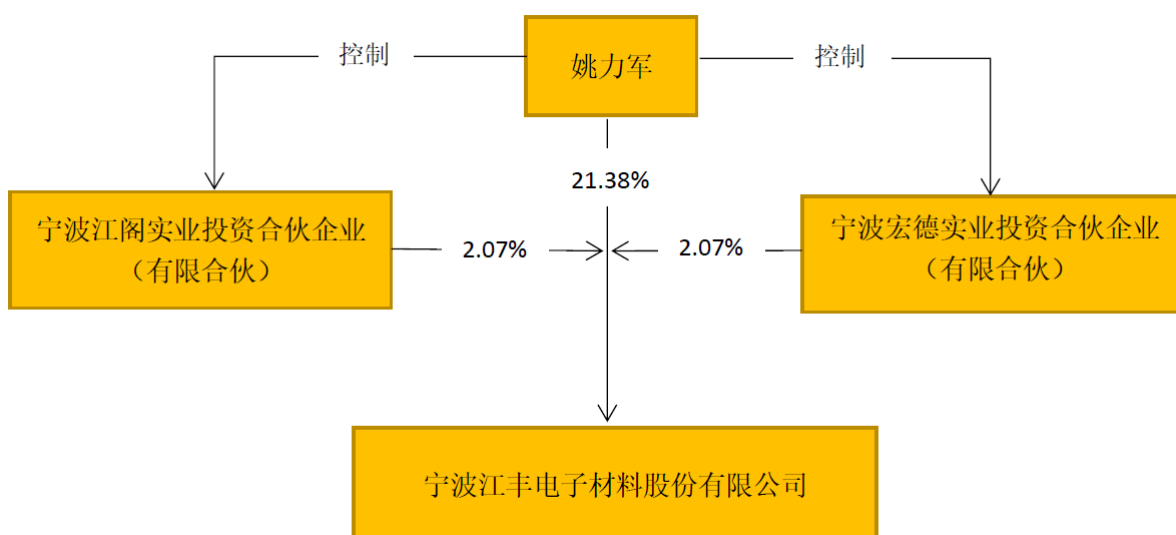 控制
姚力军
控制
21.38%
宁波江阁实业投资合伙企业
（有限合伙）
2.07%
2.07%
宁波宏德实业投资合伙企业
（有限合伙）
宁波江丰电子材料股份有限公司